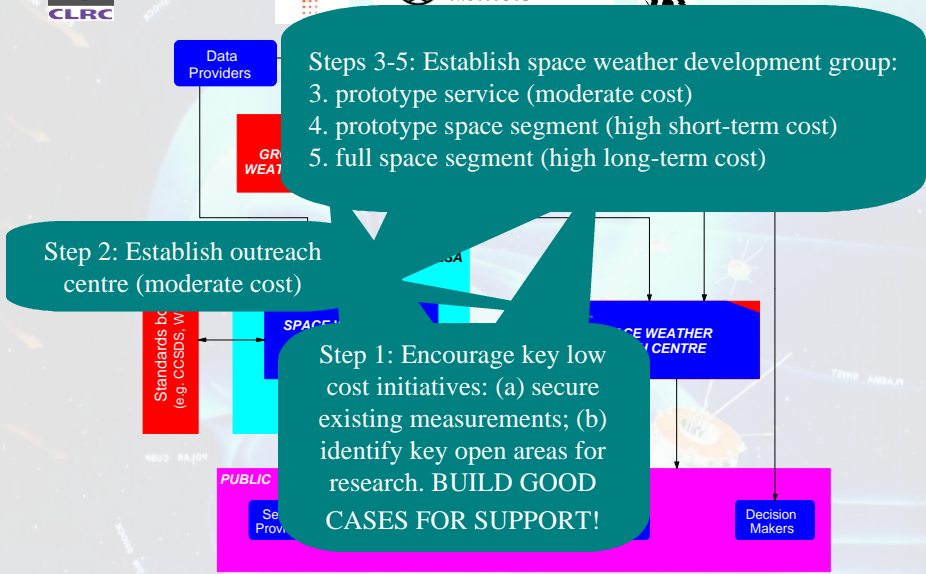 CLRC
Data
Providers
Steps 3-5: Establish space weather development group:
3. prototype service (moderate cost)
4. prototype space segment (high short-term cost)
5. full space segment (high long-term cost)
Step 2: Establish outreach
centre (moderate cost)
Standards
(e.g. CCSDS,
SPACE
WEATHER
CENTRE
Step 1: Encourage key low
cost initiatives: (a) secure
existing measurements; (b)
identify key open areas for
research. BUILD GOOD
CASES FOR SUPPORT!
PUBLIC
Decision
Makers